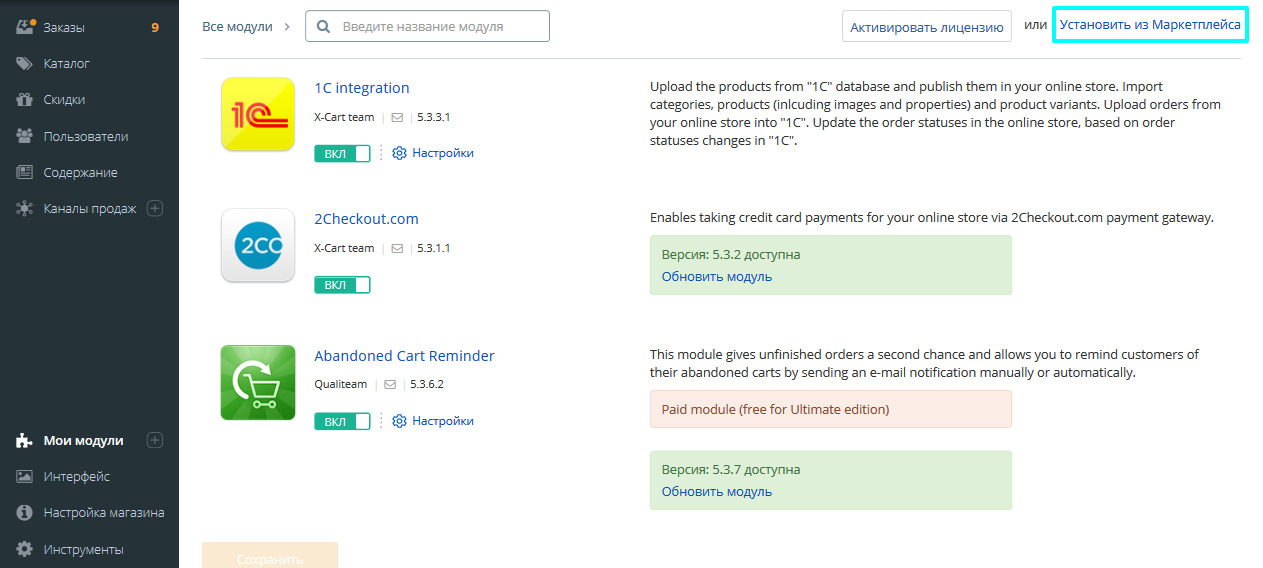 Заказы 9
Каталог
Скидки
Пользователи
Содержание
Каналы продаж
Мои модули
Интерфейс
Настройка магазина
Инструменты
Все модули
Введите название модуля
Активировать лицензию
или
Установить из Маркетплейса
1C
1C integration
X-Cart team | 5.3.3.1
ВКЛ
Настройки
Upload the products from "1C" database and publish them in your online store. Import
categories, products (inlcuding images and properties) and product variants. Upload orders from
your online store into "1C". Update the order statuses in the online store, based on order
statuses changes in "1C".
2CO
2Checkout.com
X-Cart team | 5.3.1.1
ВКЛ
Enables taking credit card payments for your online store via 2Checkout.com payment gateway.
Версия: 5.3.2 доступна
Обновить модуль
Abandoned Cart Reminder
Qualiteam | 5.3.6.2
ВКЛ
Настройки
This module gives unfinished orders a second chance and allows you to remind customers of
their abandoned carts by sending an e-mail notification manually or automatically.
Paid module (free for Ultimate edition)
Версия: 5.3.7 доступна
Обновить модуль
Сохранить